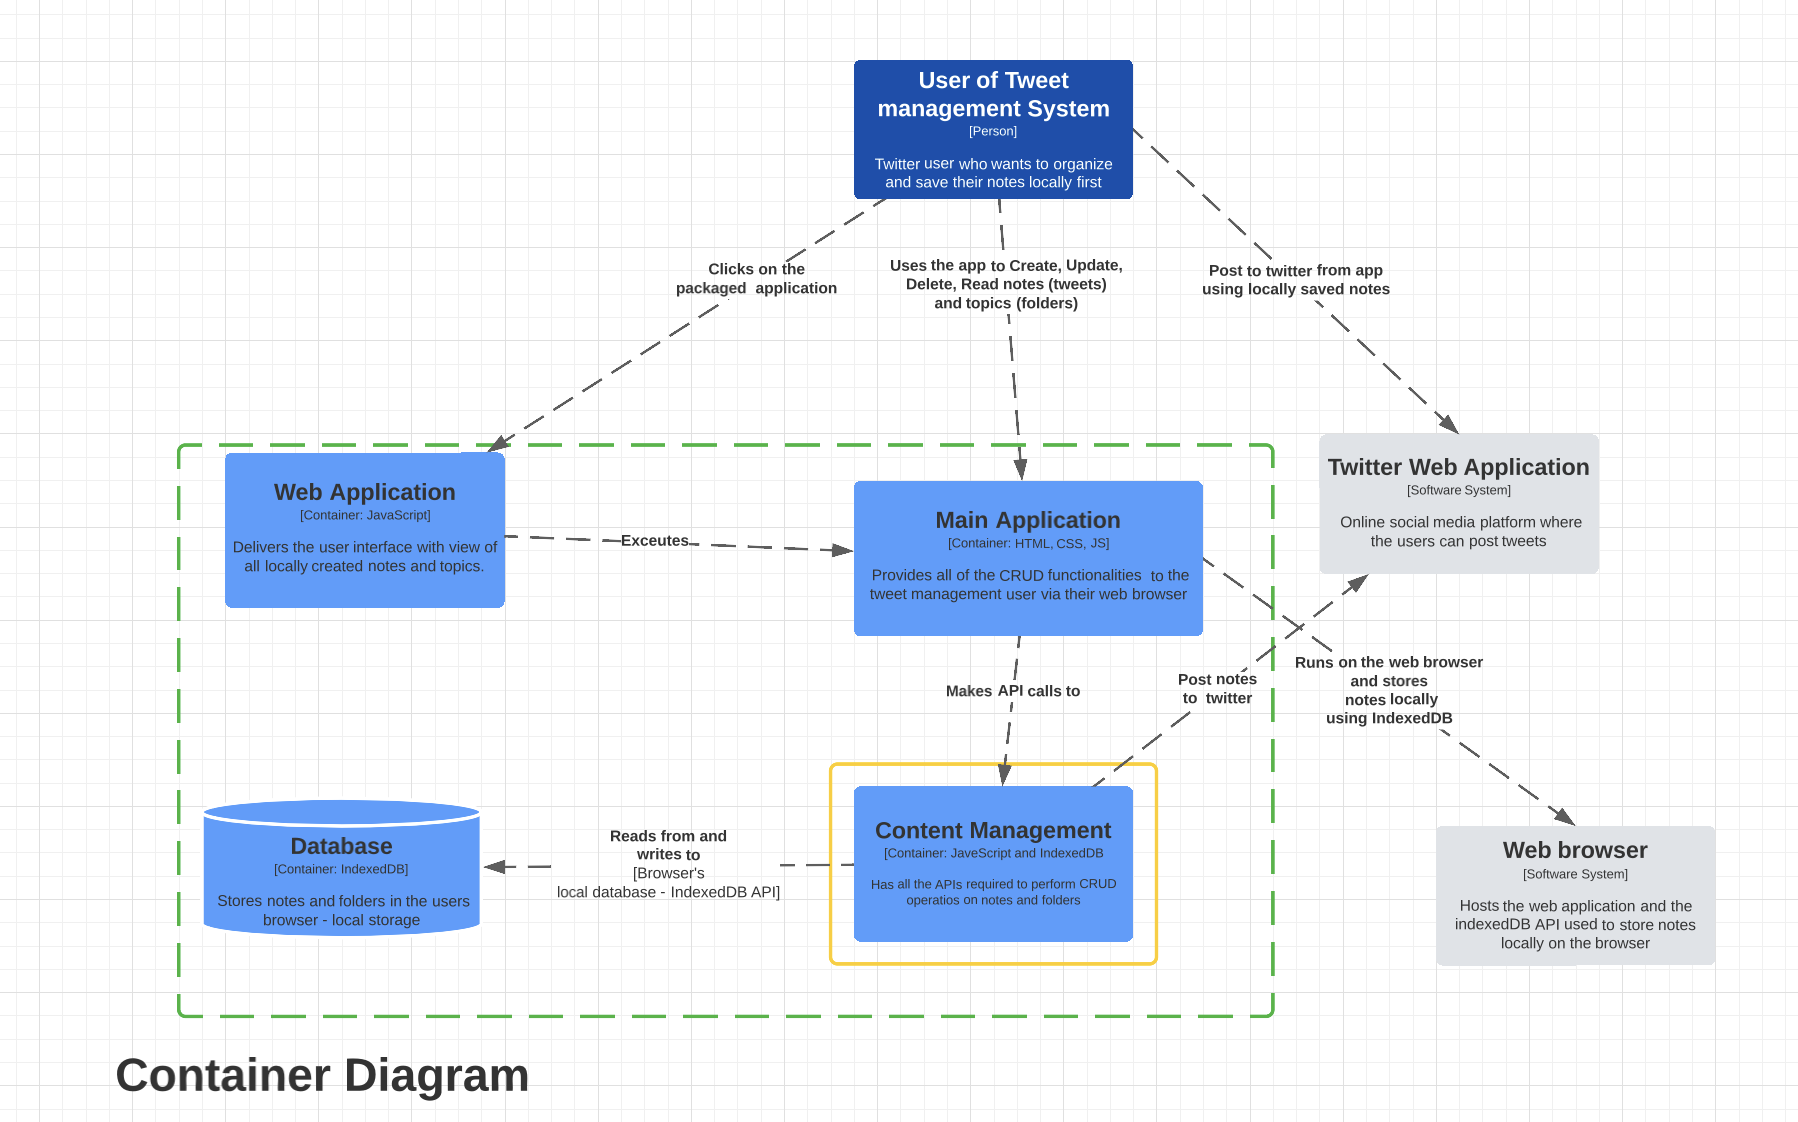 User of Tweet
management System
[Person]
Twitter user who wants to organize
and save their notes locally first
Clicks on the
packaged application
Uses the app to Create, Update,
Delete, Read notes (tweets)
and topics (folders)
Post to twitter from app
using locally saved notes
Web Application
[Container: JavaScript]
Delivers the user interface with view of
all locally created notes and topics.
Exceutes
Main Application
[Container: HTML, CSS, JS]
Provides all of the CRUD functionalities to the
tweet management user via their web browser
Twitter Web Application
[Software System]
Online social media platform where
the users can post tweets
Makes API calls to
Post notes
to twitter
Runs on the web browser
and stores
notes locally
using IndexedDB
Database
[Container: IndexedDB]
Stores notes and folders in the users
browser - local storage
Reads from and
writes to
[Browser's
local database - IndexedDB API]
Content Management
[Container: JaveScript and IndexedDB
Has all the APIs required to perform CRUD
operatios on notes and folders
Web browser
[Software System]
Hosts the web application and the
indexedDB API used to store notes
locally on the browser
Container Diagram